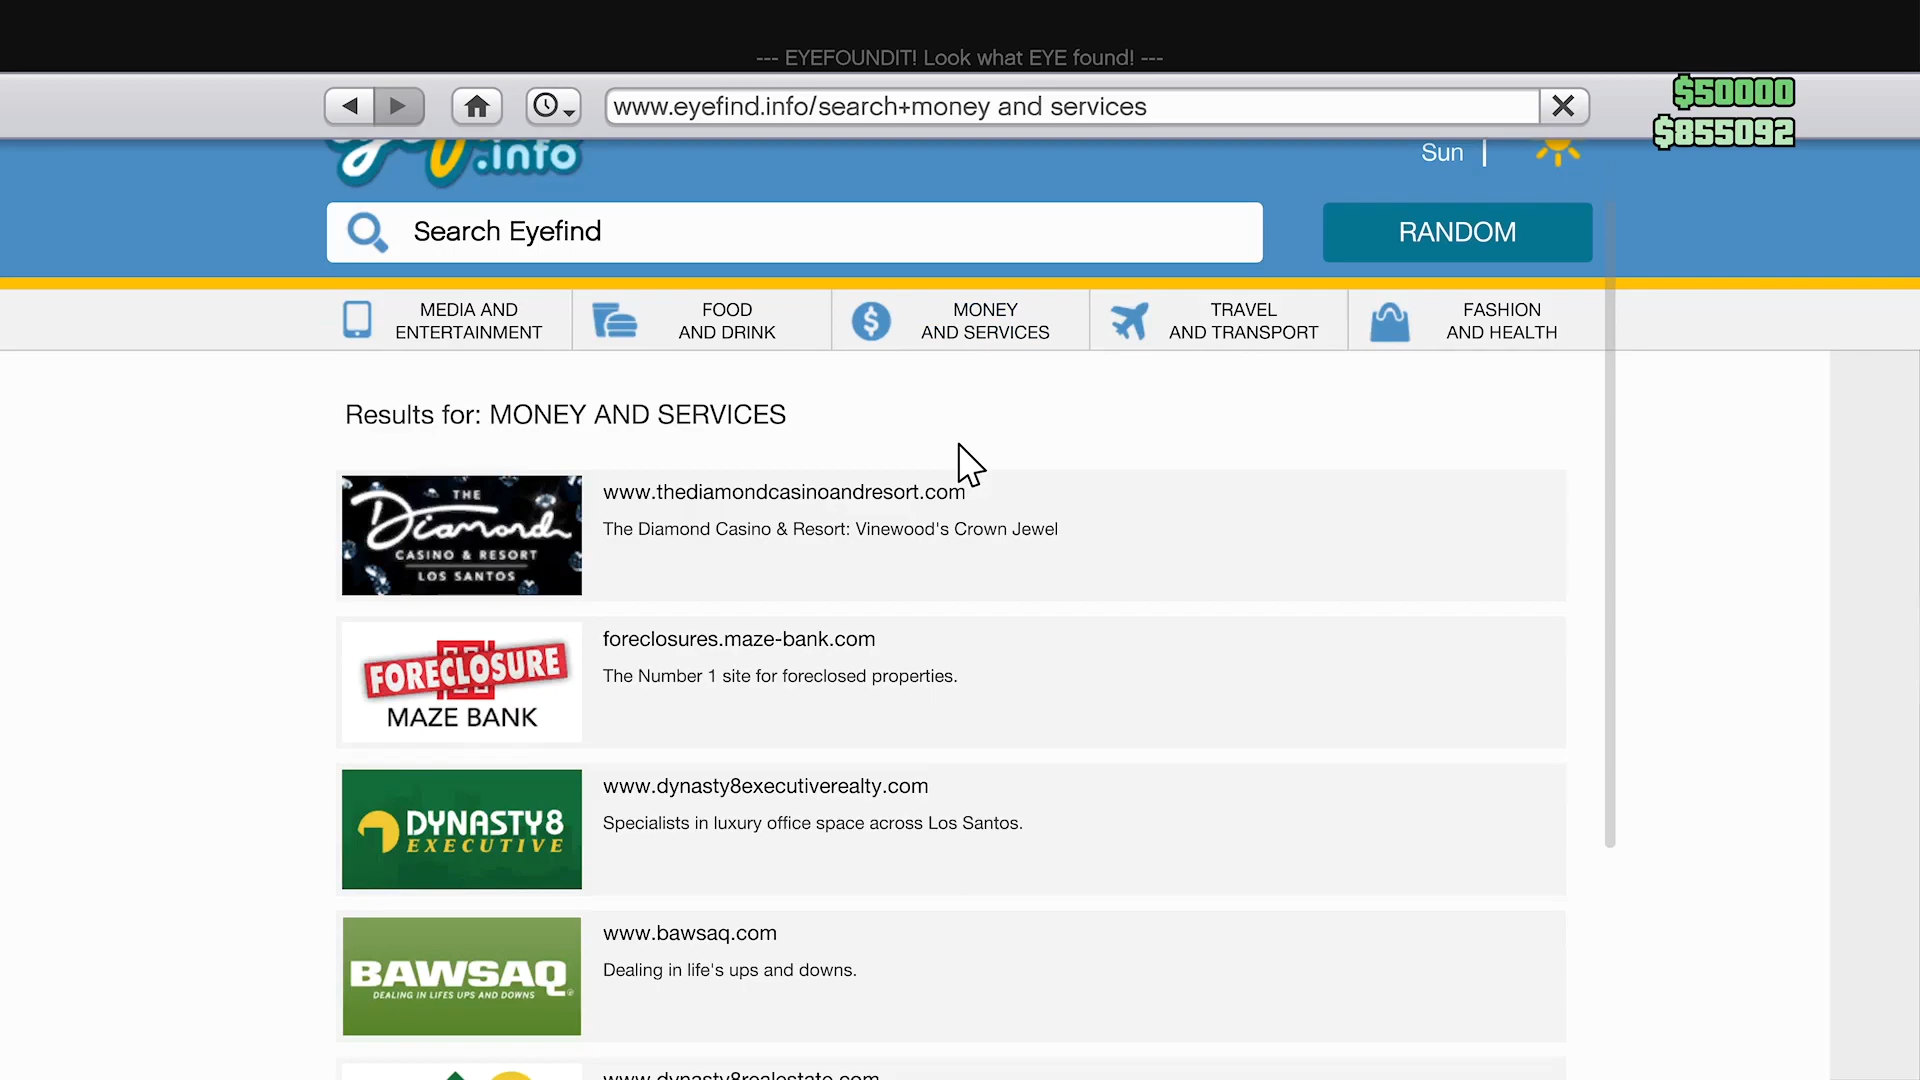 --- EYEFOUNDIT! Look what EYE found! ---
www.eyefind.info/search+money and services
$50000
$855092
.info
Sun |
Search Eyefind
RANDOM
MEDIA AND
ENTERTAINMENT
FOOD
AND DRINK
MONEY
AND SERVICES
TRAVEL
AND TRANSPORT
FASHION
AND HEALTH
Results for: MONEY AND SERVICES
THE
Diamond
CASINO & RESORT
LOS SANTOS
www.thediamondcasinoandresort.com
The Diamond Casino & Resort: Vinewood's Crown Jewel
FORECLOSURE
MAZE BANK
foreclosures.maze-bank.com
The Number 1 site for foreclosed properties.
DYNASTY8
EXECUTIVE
www.dynasty8executiverealty.com
Specialists in luxury office space across Los Santos.
BAWSAQ
DEALING IN LIFES UPS AND DOWNS
www.bawsaq.com
Dealing in life's ups and downs.
www.dynasty8realestate.com